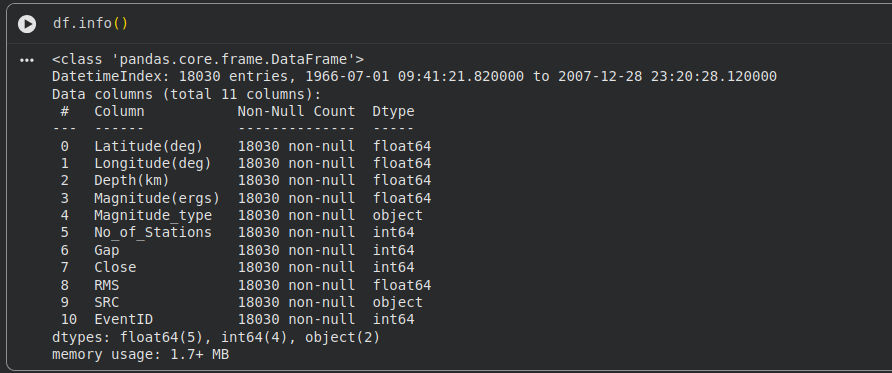 df.info()
<class 'pandas.core.frame.DataFrame'>
DatetimeIndex: 18030 entries, 1966-07-01 09:41:21.820000 to 2007-12-28 23:20:28.120000
Data columns (total 11 columns):
 #   Column           Non-Null Count  Dtype
---  ------           --------------  -----
 0   Latitude(deg)    18030 non-null  float64
 1   Longitude(deg)   18030 non-null  float64
 2   Depth(km)        18030 non-null  float64
 3   Magnitude(ergs)  18030 non-null  float64
 4   Magnitude_type   18030 non-null  object
 5   No_of_Stations   18030 non-null  int64
 6   Gap              18030 non-null  int64
 7   Close            18030 non-null  int64
 8   RMS              18030 non-null  float64
 9   SRC              18030 non-null  object
 10  EventID          18030 non-null  int64
dtypes: float64(5), int64(4), object(2)
memory usage: 1.7+ MB